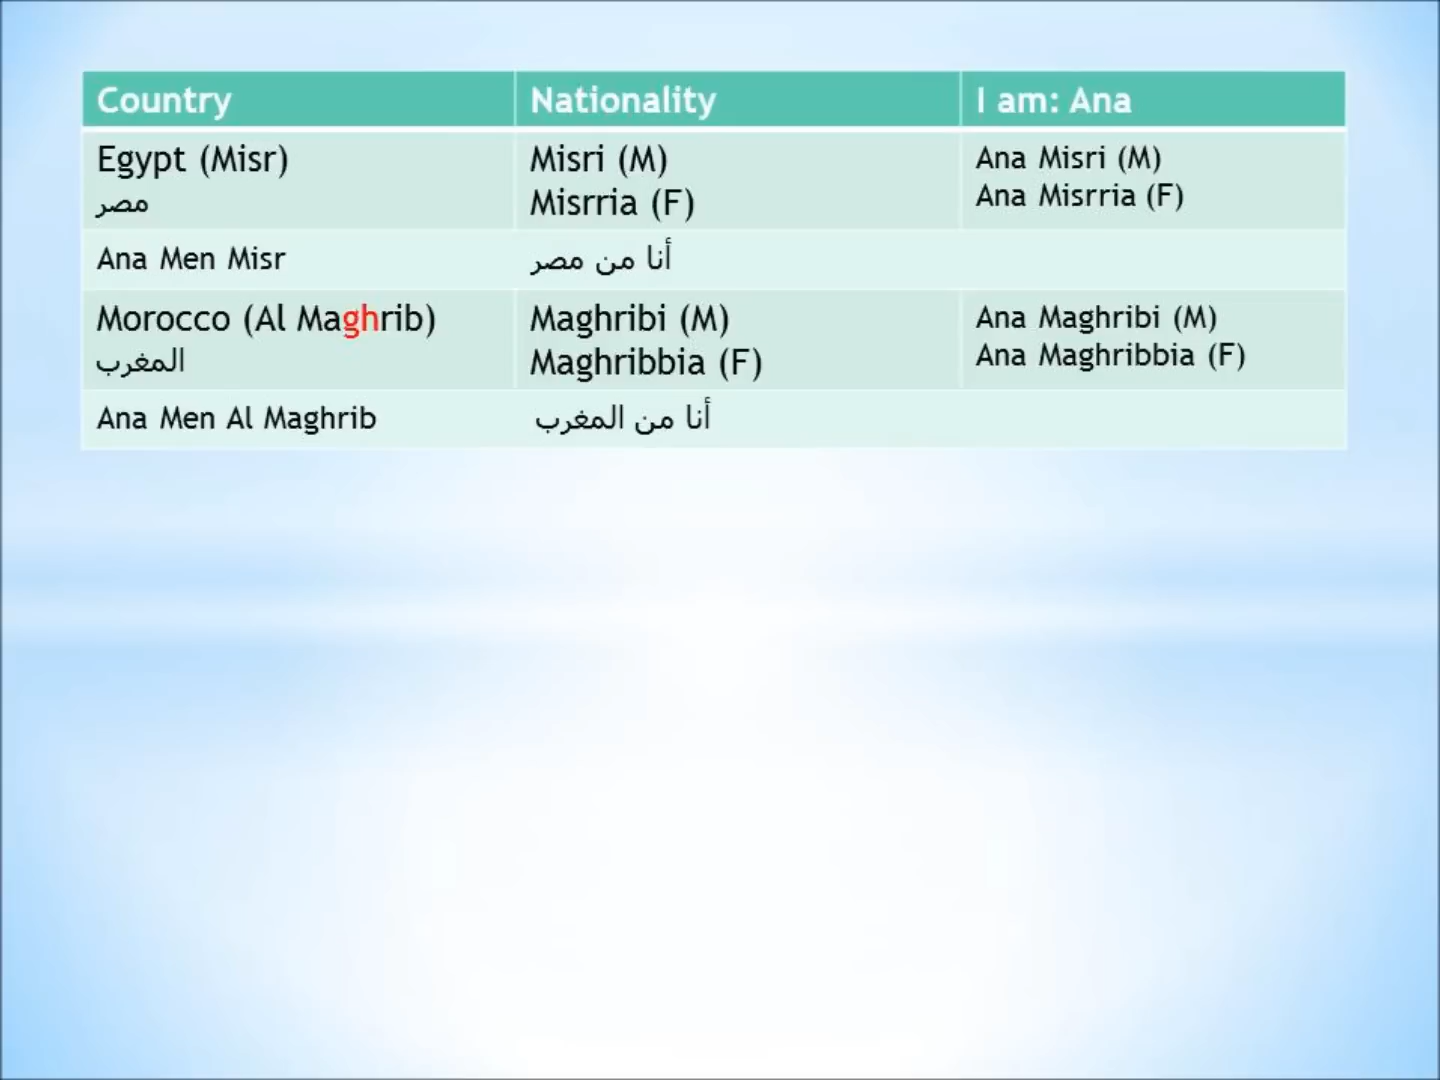 Country Nationality I am: Ana
Egypt (Misr)
مصر
Misri (M)
Misrria (F)
Ana Misri (M)
Ana Misrria (F)
Ana Men Misr أنا من مصر
Morocco (Al Maghrib)
المغرب
Maghribi (M)
Maghribbia (F)
Ana Maghribi (M)
Ana Maghribbia (F)
Ana Men Al Maghrib أنا من المغرب